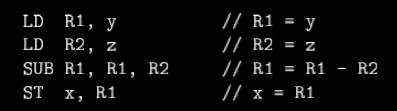 LD R1, y // R1 = y
LD R2, z // R2 = z
SUB R1, R1, R2 // R1 = R1 - R2
ST x, R1 // x = R1